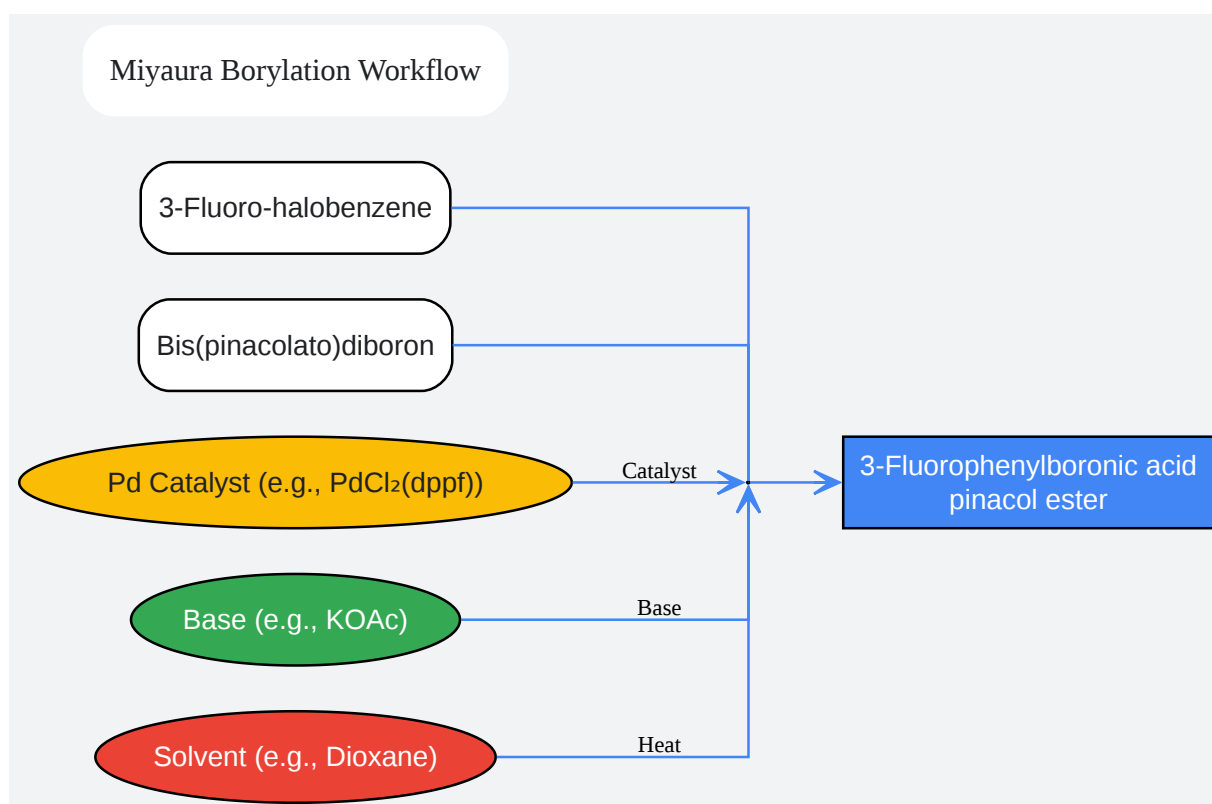 Miyaura Borylation Workflow
3-Fluoro-halobenzene
Bis(pinacolato)diboron
Pd Catalyst (e.g., PdCl₂(dppf))
Catalyst
3-Fluorophenylboronic acid
pinacol ester
Base (e.g., KOAc)
Base
Solvent (e.g., Dioxane)
Heat